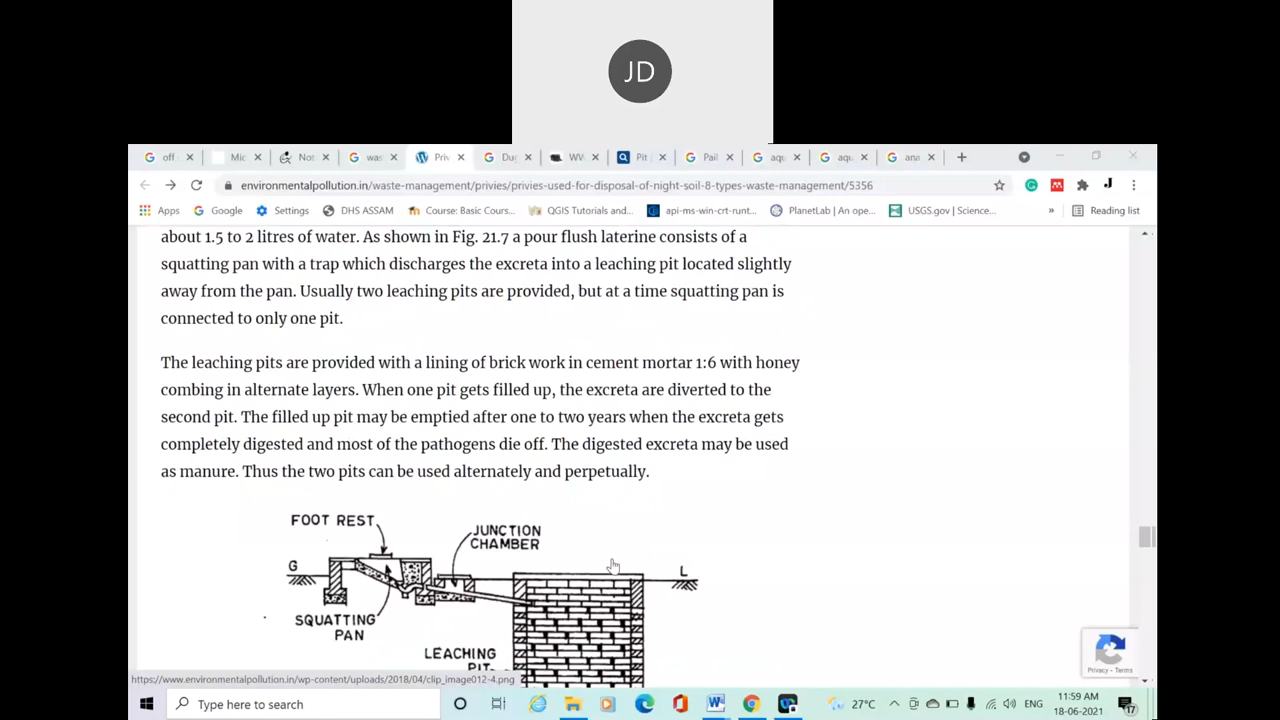 JD
off
Mic
Not
was
Priv
Du
WW
Pit
Pail
aqu
aqu
ana
environmentalpollution.in/waste-management/privies/privies-used-for-disposal-of-night-soil-8-types-waste-management/5356
Apps
Google
Settings
DHS ASSAM
Course: Basic Cours...
QGIS Tutorials and...
api-ms-win-crt-runt...
PlanetLab | An ope...
USGS.gov | Science...
»
Reading list
about 1.5 to 2 litres of water. As shown in Fig. 21.7 a pour flush laterine consists of a
squatting pan with a trap which discharges the excreta into a leaching pit located slightly
away from the pan. Usually two leaching pits are provided, but at a time squatting pan is
connected to only one pit.
The leaching pits are provided with a lining of brick work in cement mortar 1:6 with honey
combing in alternate layers. When one pit gets filled up, the excreta are diverted to the
second pit. The filled up pit may be emptied after one to two years when the excreta gets
completely digested and most of the pathogens die off. The digested excreta may be used
as manure. Thus the two pits can be used alternately and perpetually.
FOOT REST
JUNCTION
CHAMBER
G
L
SQUATTING
PAN
LEACHING
PIT
Privacy - Terms
https://www.environmentalpollution.in/wp-content/uploads/2018/04/clip_image012-4.png
Type here to search
27°C
ENG
11:59 AM
18-06-2021
17